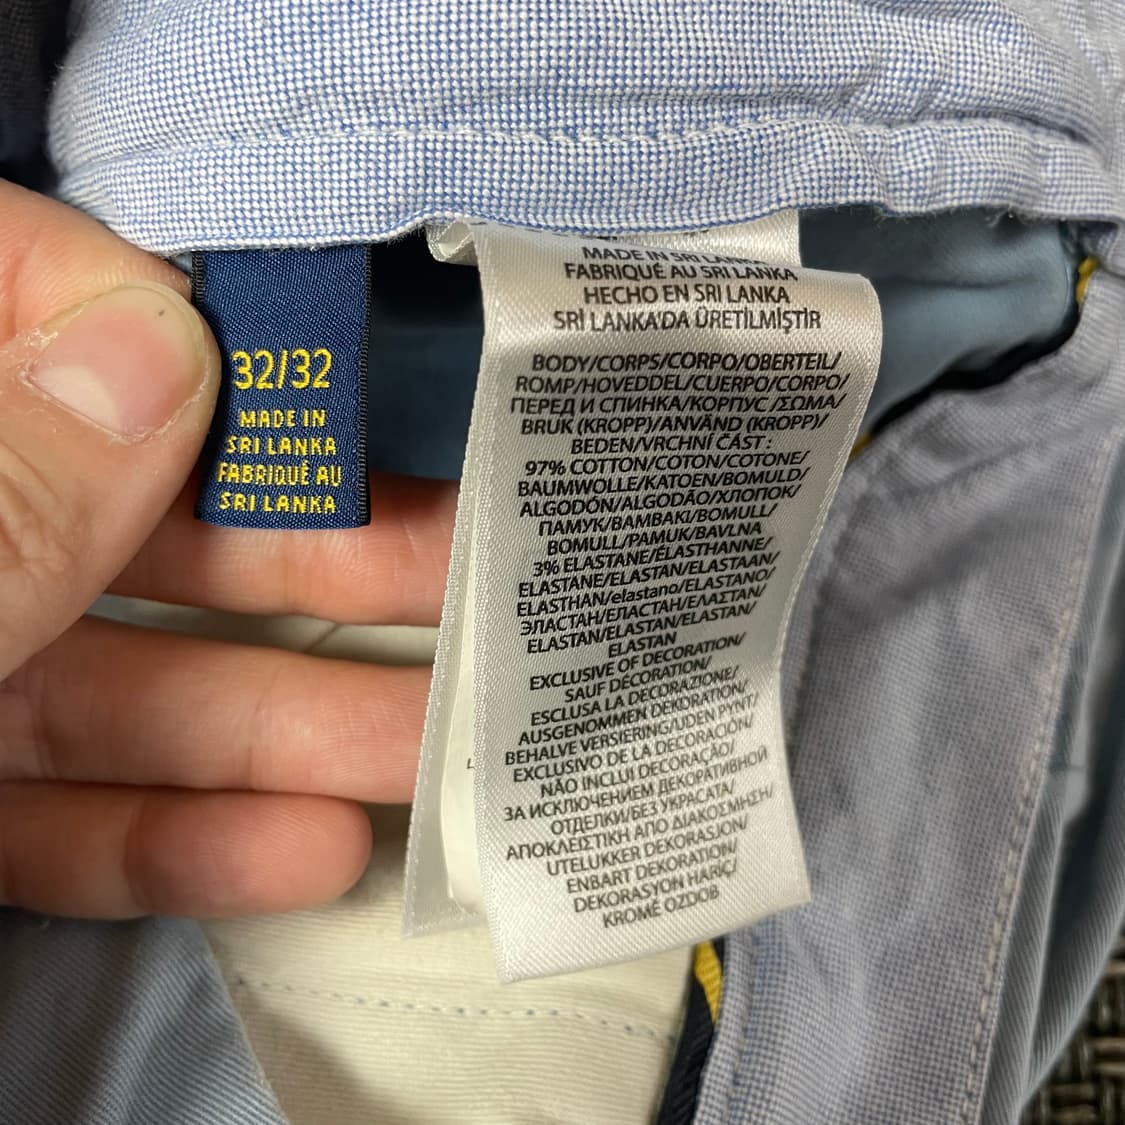 32/32
MADE IN
SRI LANKA
FABRIQUÉ AU
SRI LANKA
MADE IN SRI LANKA
FABRIQUÉ AU SRI LANKA
HECHO EN SRI LANKA
SRİ LANKA'DA ÜRETİLMİŞTİR
BODY/CORPS/CORPO/OBERTEIL/
ROMP/HOVEDDEL/CUERPO/CORPO/
ПЕРЕД И СПИНКА/КОРПУС /ΣΩΜΑ/
BRUK (KROPP)/ANVÄND (KROPP)/
BEDEN/VRCHNÍ ČÁST :
97% COTTON/COTON/COTONE/
BAUMWOLLE/KATOEN/BOMULD/
ALGODÓN/ALGODÃO/ХЛОПОК/
ПАМУК/ΒΑΜΒΑΚΙ/BOMULL/
BOMULL/PAMUK/BAVLNA
3% ELASTANE/ÉLASTHANNE/
ELASTANE/ELASTAN/ELASTAAN/
ELASTHAN/elastano/ELASTANO/
ЭЛАСТАН/ЕЛАСТАН/ΕΛΑΣΤΑΝ/
ELASTAN/ELASTAN/ELASTAN/
ELASTAN
EXCLUSIVE OF DECORATION/
SAUF DÉCORATION/
ESCLUSA LA DECORAZIONE/
AUSGENOMMEN DEKORATION/
BEHALVE VERSIERING/UDEN PYNT/
EXCLUSIVO DE LA DECORACIÓN/
NÃO INCLUI DECORAÇÃO/
ЗА ИСКЛЮЧЕНИЕМ ДЕКОРАТИВНОЙ
ОТДЕЛКИ/БЕЗ УКРАСАТА/
ΑΠΟΚΛΕΙΣΤΙΚΗ ΑΠΟ ΔΙΑΚΟΣΜΗΣΗ/
UTELUKKER DEKORASJON/
ENBART DEKORATION/
DEKORASYON HARİÇ/
KROMĚ OZDOB